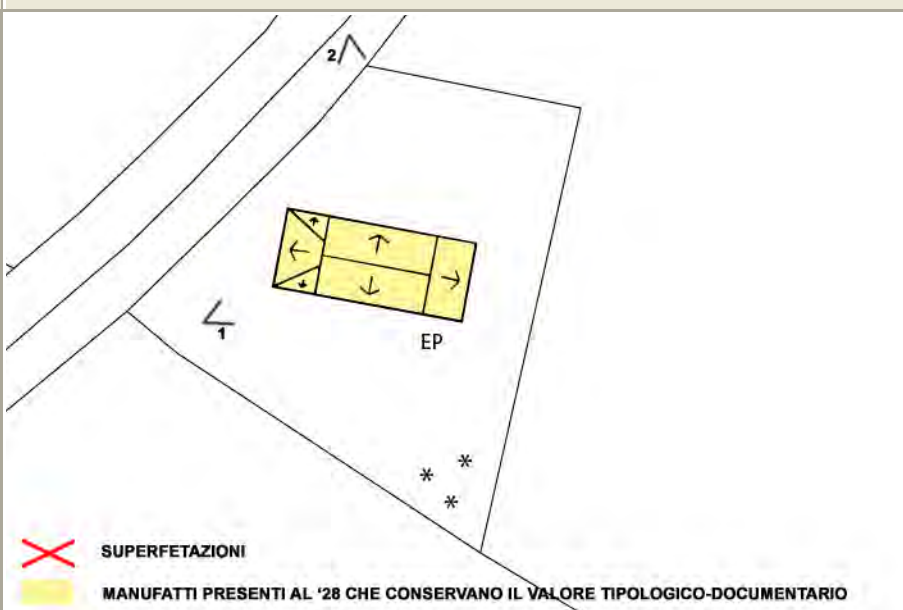 2
1
EP
* *
*
SUPERFETAZIONI
MANUFATTI PRESENTI AL '28 CHE CONSERVANO IL VALORE TIPOLOGICO-DOCUMENTARIO